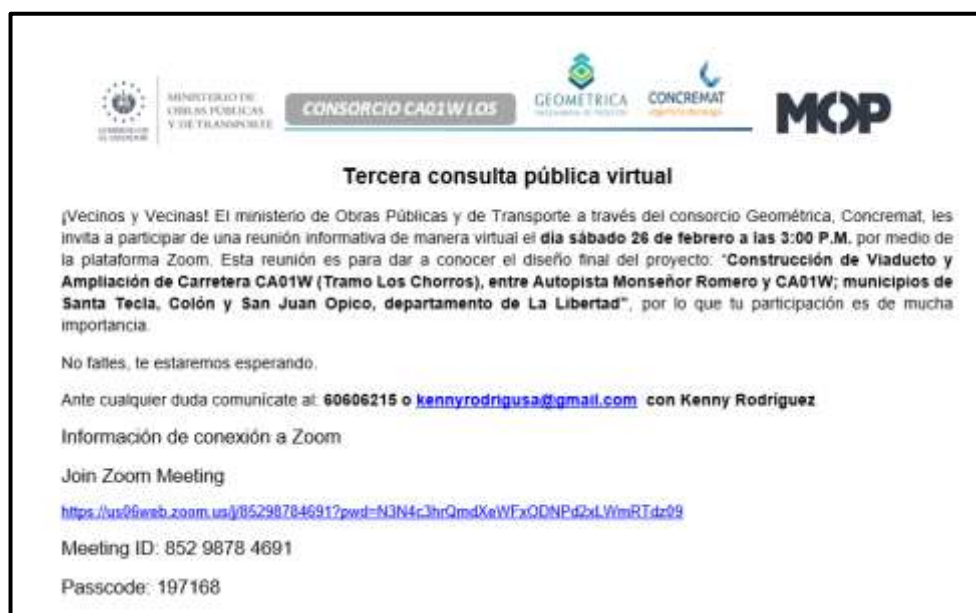 MINISTERIO DE
OBRAS PÚBLICAS
Y DE TRANSPORTE
GOBIERNO DE
EL SALVADOR
CONSORCIO CA01W LOS
GEOMETRICA
CONCREMAT
MOP
Tercera consulta pública virtual
¡Vecinos y Vecinas! El ministerio de Obras Públicas y de Transporte a través del consorcio Geométrica, Concremat, les
invita a participar de una reunión informativa de manera virtual el día sábado 26 de febrero a las 3:00 P.M. por medio de
la plataforma Zoom. Esta reunión es para dar a conocer el diseño final del proyecto: "Construcción de Viaducto y
Ampliación de Carretera CA01W (Tramo Los Chorros), entre Autopista Monseñor Romero y CA01W; municipios de
Santa Tecla, Colón y San Juan Opico, departamento de La Libertad", por lo que tu participación es de mucha
importancia.
No faltes, te estaremos esperando.
Ante cualquier duda comunícate al: 60606215 o kennyrodrigusa@gmail.com con Kenny Rodríguez
Información de conexión a Zoom
Join Zoom Meeting
https://us06web.zoom.us/j/85298784691?pwd=N3N4c3hrQmdXeWFxODNPd2xLWmRTdz09
Meeting ID: 852 9878 4691
Passcode: 197168